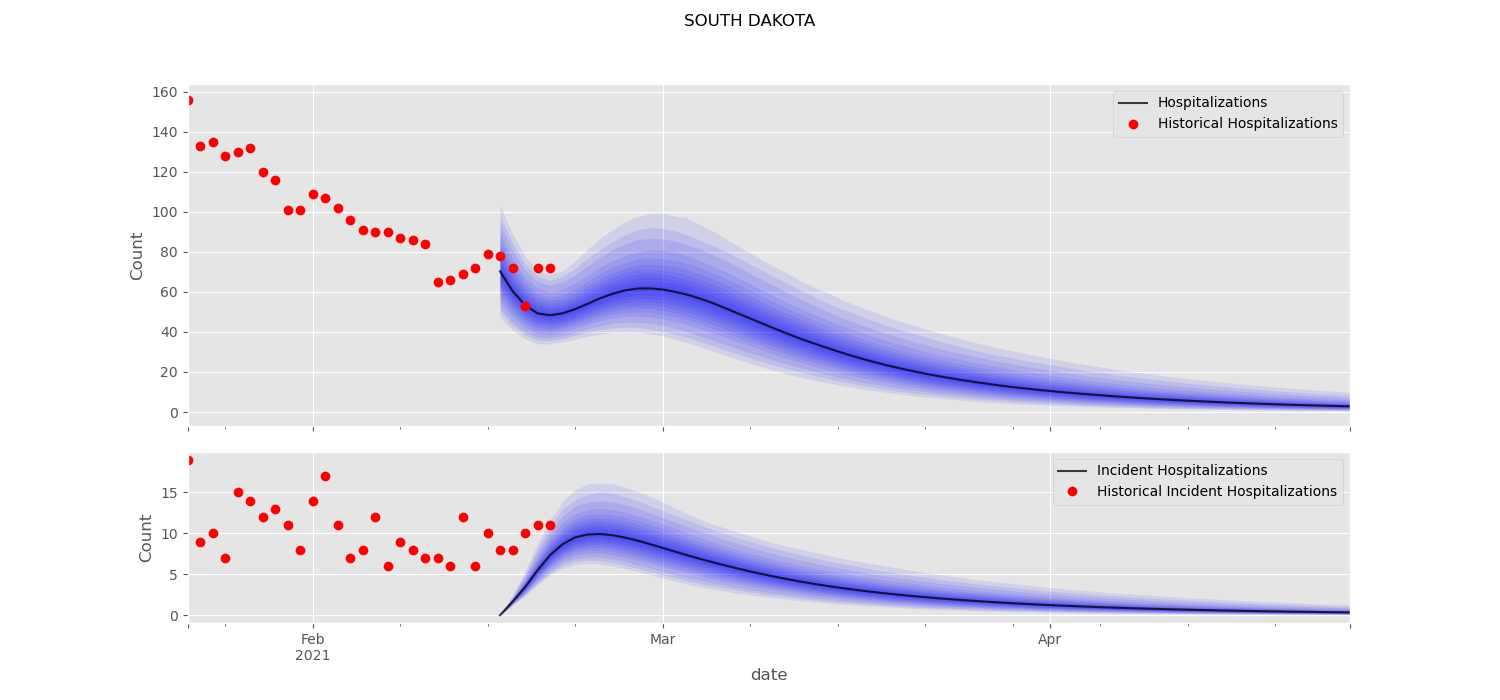 SOUTH DAKOTA
160
140
120
100
80
60
40
20
0
Count
Hospitalizations
Historical Hospitalizations
15
10
5
0
Count
Incident Hospitalizations
Historical Incident Hospitalizations
Feb
2021
Mar
Apr
date